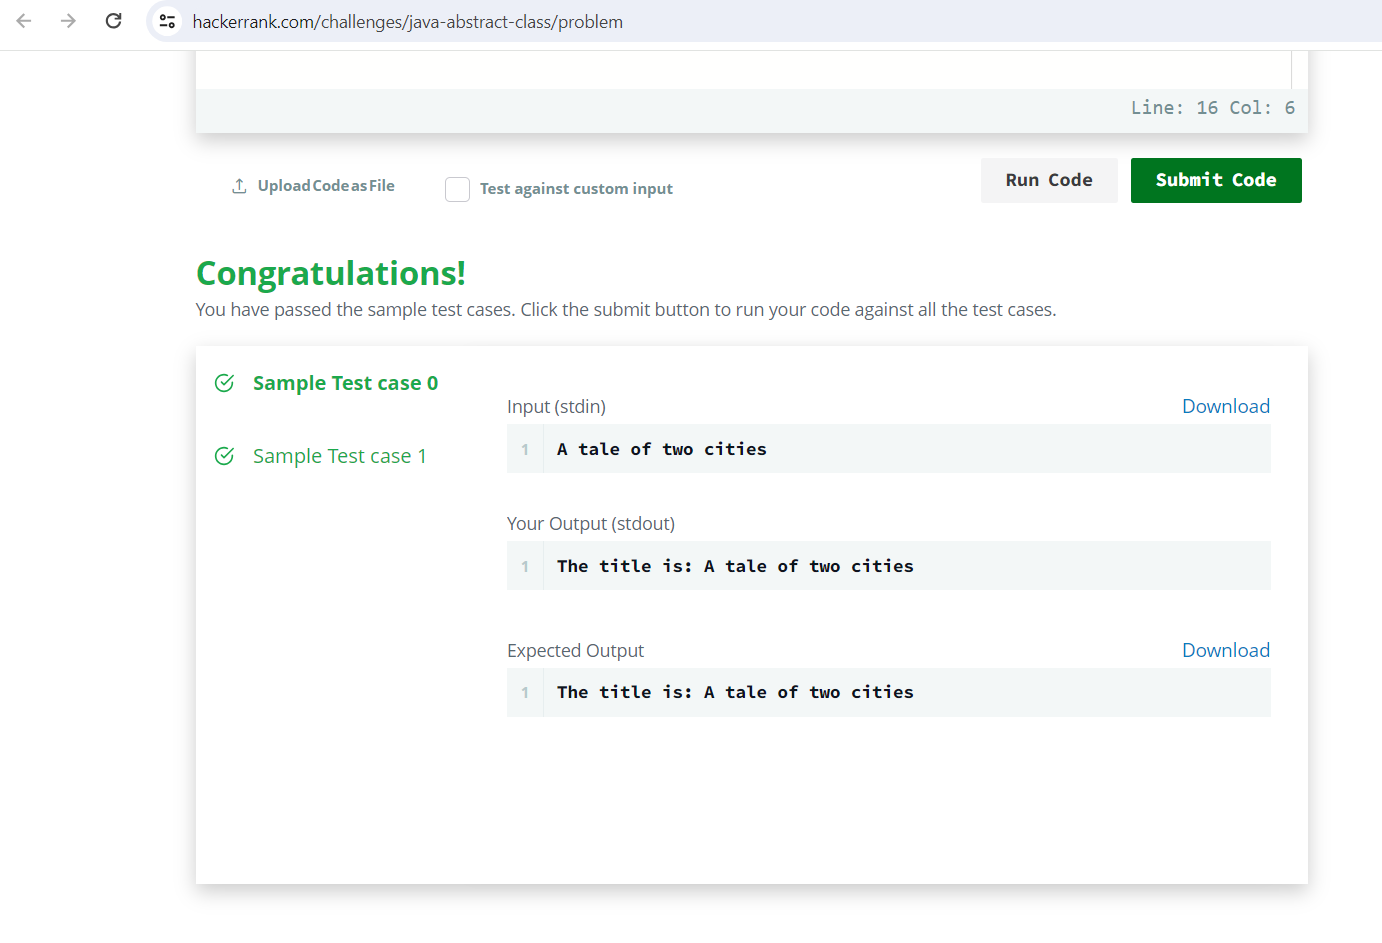 hackerrank.com/challenges/java-abstract-class/problem
Line: 16 Col: 6
Upload Code as File
Test against custom input
Run Code
Submit Code
Congratulations!
You have passed the sample test cases. Click the submit button to run your code against all the test cases.
Sample Test case 0
Sample Test case 1
Input (stdin)
Download
1 A tale of two cities
Your Output (stdout)
1 The title is: A tale of two cities
Expected Output
Download
1 The title is: A tale of two cities